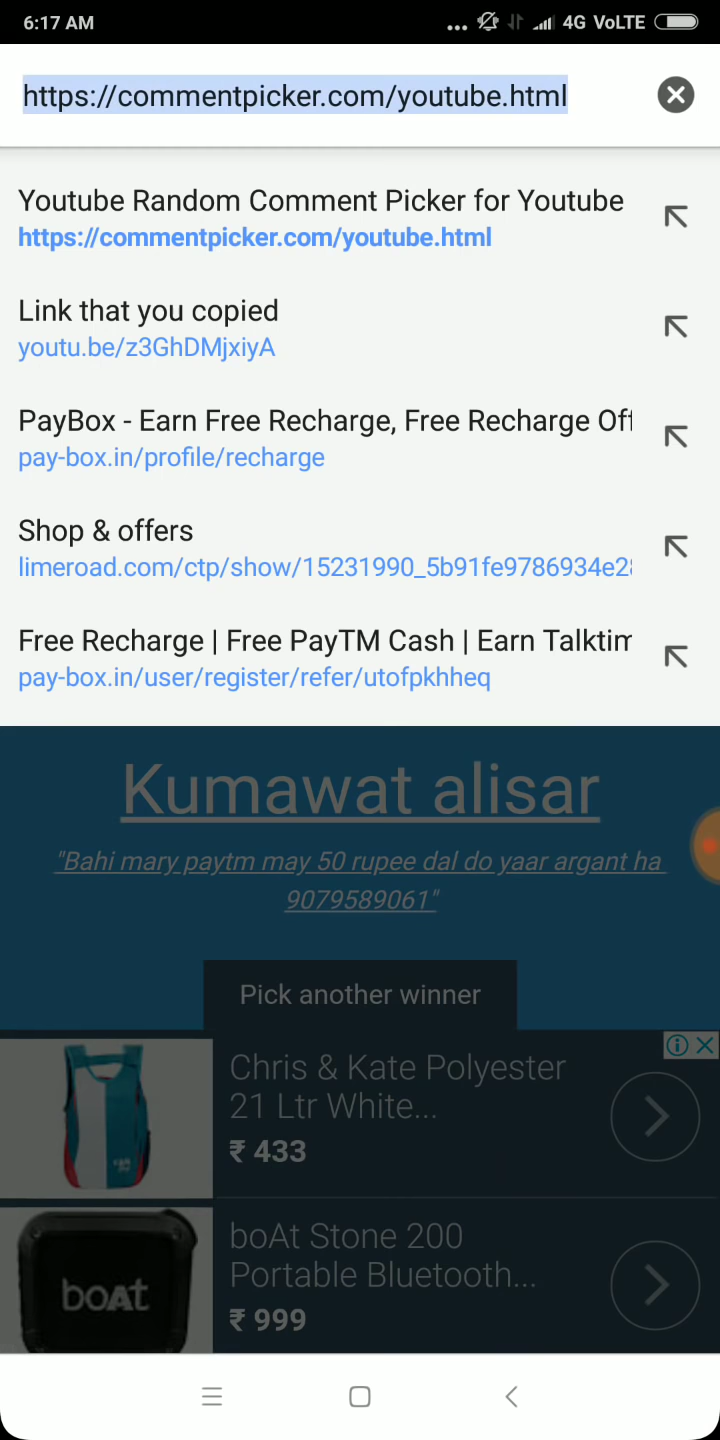 6:17 AM
4G VoLTE
https://commentpicker.com/youtube.html
Youtube Random Comment Picker for Youtube
https://commentpicker.com/youtube.html
Link that you copied
youtu.be/z3GhDMjxiyA
PayBox - Earn Free Recharge, Free Recharge Off
pay-box.in/profile/recharge
Shop & offers
limeroad.com/ctp/show/15231990_5b91fe9786934e28
Free Recharge | Free PayTM Cash | Earn Talktim
pay-box.in/user/register/refer/utofpkhheq
Kumawat alisar
"Bahi mary paytm may 50 rupee dal do yaar argant ha
9079589061"
Pick another winner
Chris & Kate Polyester
21 Ltr White...
₹ 433
boAt Stone 200
Portable Bluetooth...
₹ 999
boAt